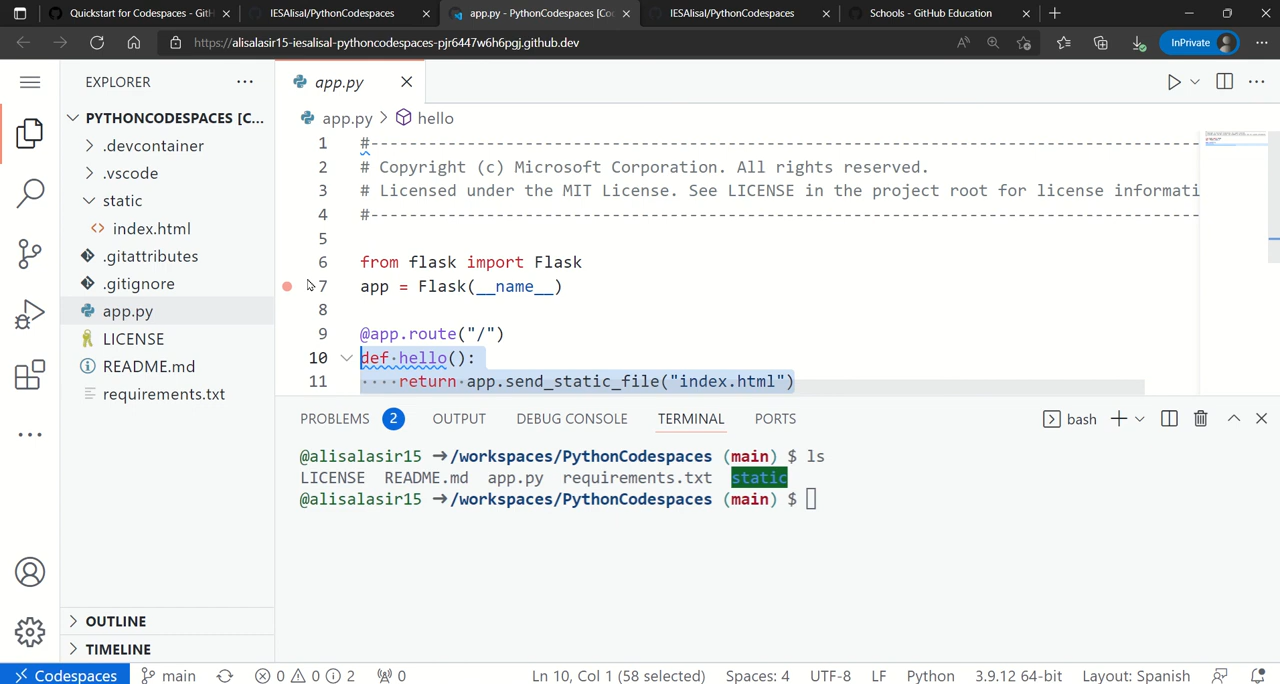 Quickstart for Codespaces - GitH
IESAlisal/PythonCodespaces
app.py - PythonCodespaces [Co
IESAlisal/PythonCodespaces
Schools - GitHub Education
https://alisalasir15-iesalisal-pythoncodespaces-pjr6447w6h6pgj.github.dev
InPrivate
EXPLORER
PYTHONCODESPACES [C...
.devcontainer
.vscode
static
index.html
.gitattributes
.gitignore
app.py
LICENSE
README.md
requirements.txt
OUTLINE
TIMELINE
app.py
app.py > hello
1 #--------------------------------------------------------------------------------------
2 # Copyright (c) Microsoft Corporation. All rights reserved.
3 # Licensed under the MIT License. See LICENSE in the project root for license informati
4 #--------------------------------------------------------------------------------------
5
6 from flask import Flask
7 app = Flask(__name__)
8
9 @app.route("/")
10 def hello():
11 return app.send_static_file("index.html")
PROBLEMS 2 OUTPUT DEBUG CONSOLE TERMINAL PORTS bash
@alisalasir15 →/workspaces/PythonCodespaces (main) $ ls
LICENSE README.md app.py requirements.txt static
@alisalasir15 →/workspaces/PythonCodespaces (main) $
Codespaces main 0 0 2 0 Ln 10, Col 1 (58 selected) Spaces: 4 UTF-8 LF Python 3.9.12 64-bit Layout: Spanish